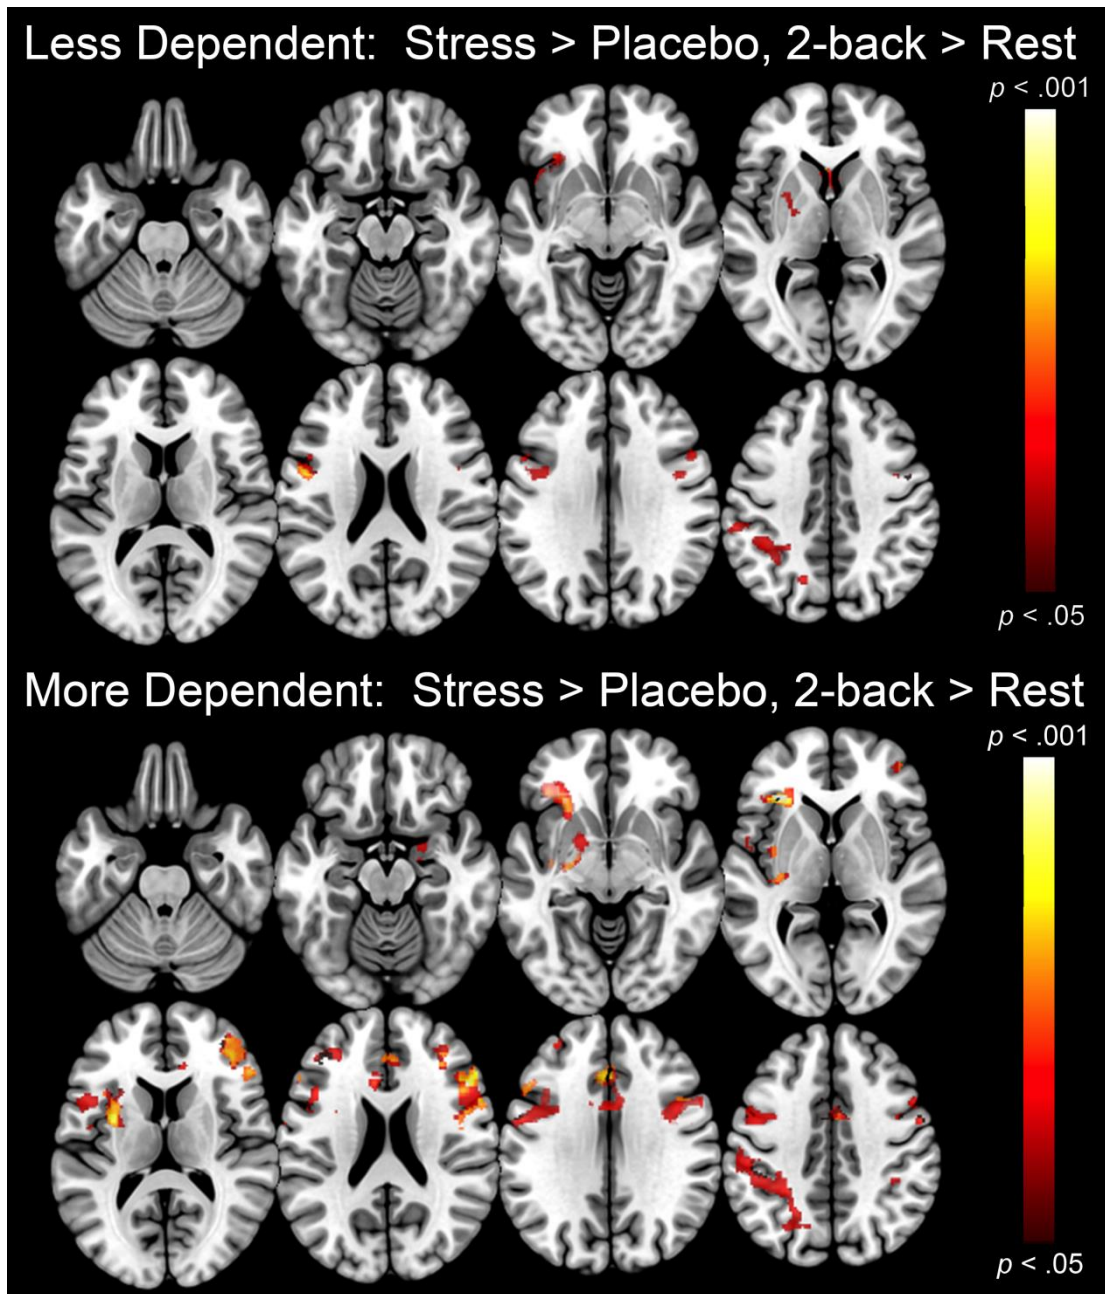 Less Dependent: Stress > Placebo, 2-back > Rest
p < .001
p < .05
More Dependent: Stress > Placebo, 2-back > Rest
p < .001
p < .05